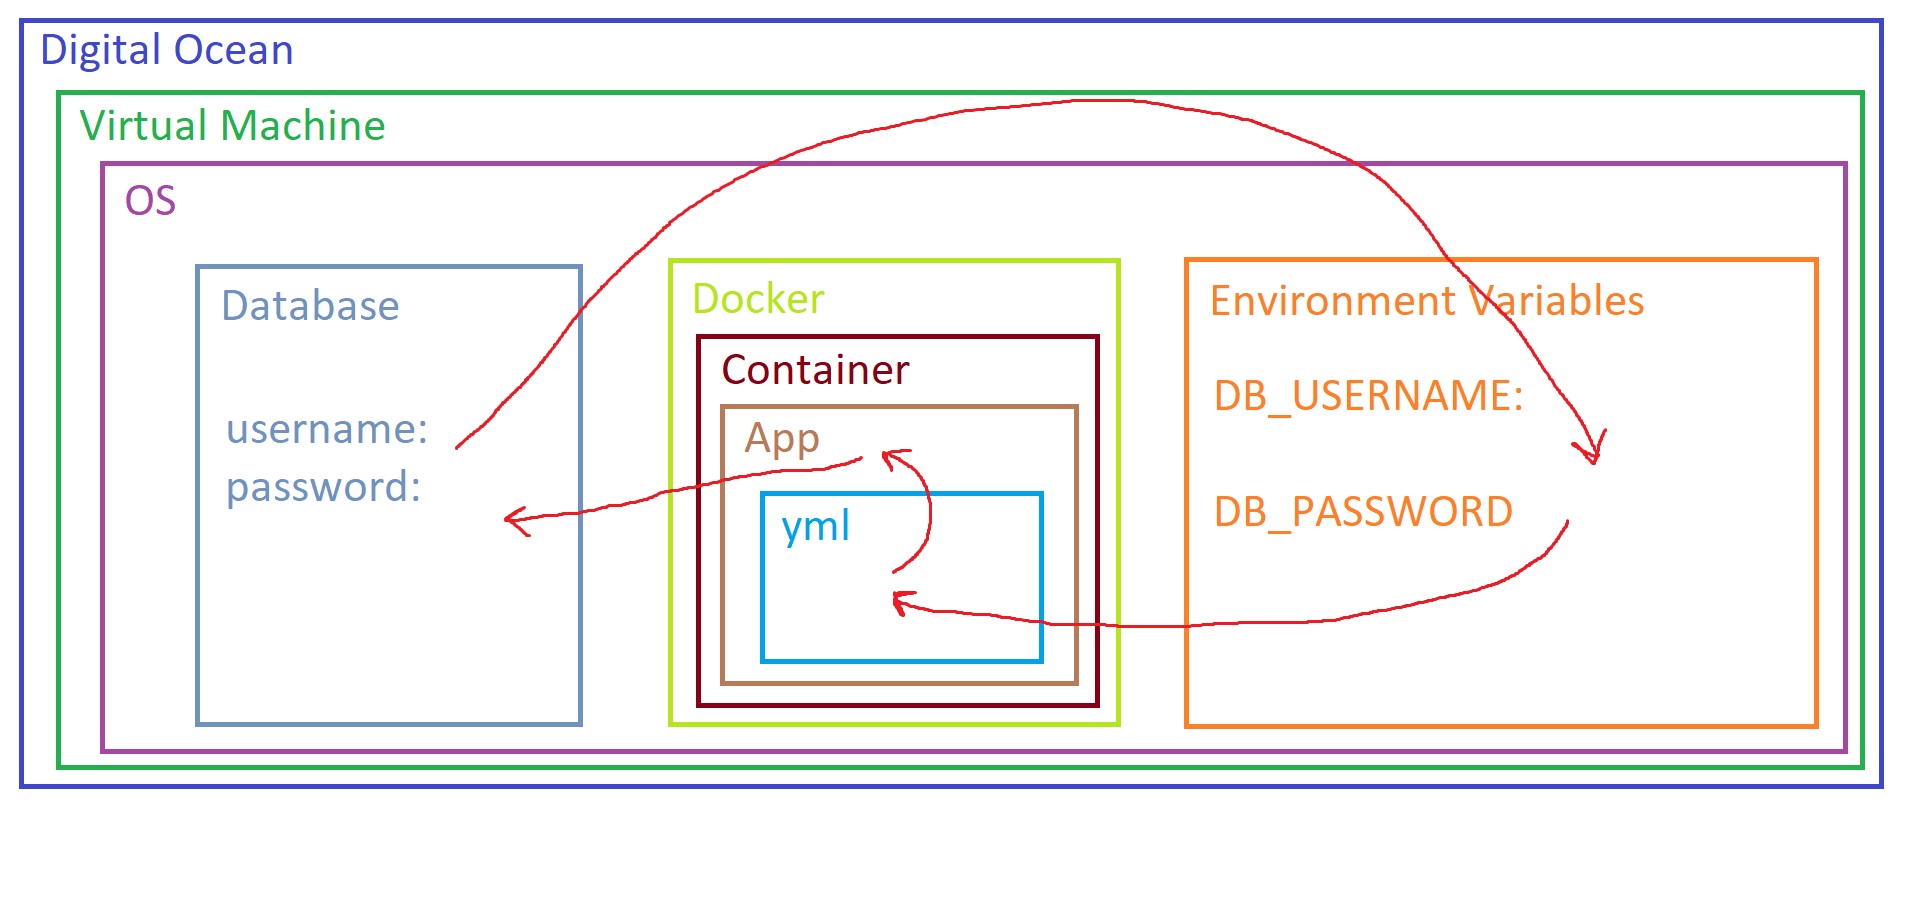 Digital Ocean
Virtual Machine
OS
Database
username:
password:
Docker
Container
App
yml
Environment Variables
DB_USERNAME:
DB_PASSWORD